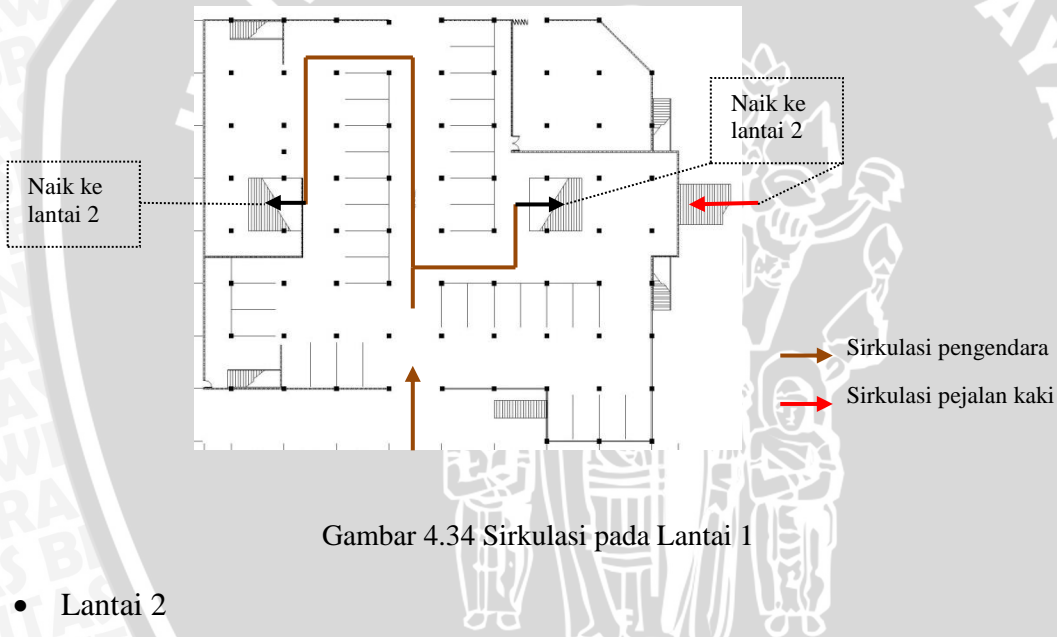 Naik ke
lantai 2
Naik ke
lantai 2
Sirkulasi pengendara
Sirkulasi pejalan kaki
Gambar 4.34 Sirkulasi pada Lantai 1
• Lantai 2